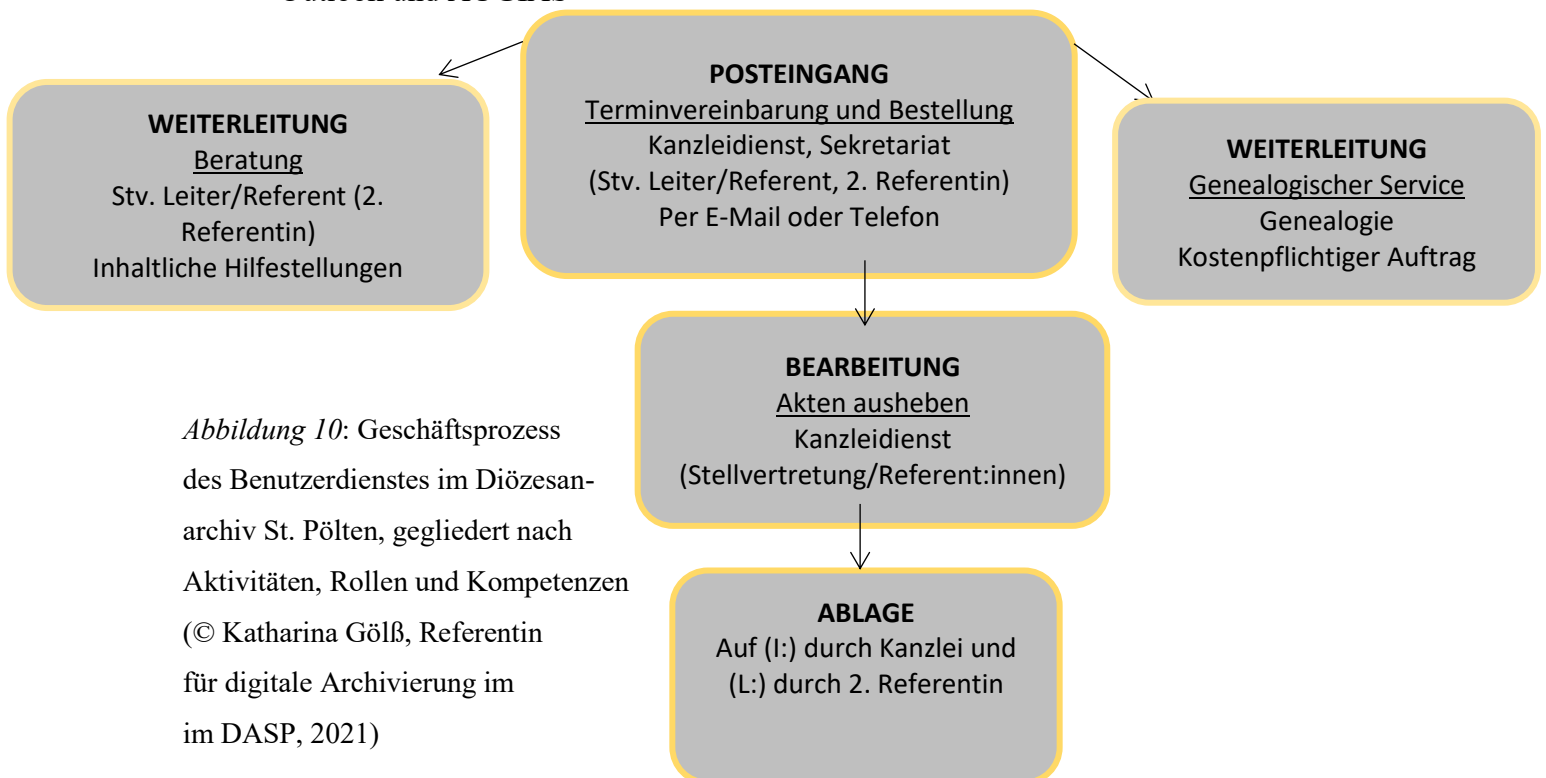 POSTEINGANG
Terminvereinbarung und Bestellung
Kanzleidienst, Sekretariat
(Stv. Leiter/Referent, 2. Referentin)
Per E-Mail oder Telefon
WEITERLEITUNG
Beratung
Stv. Leiter/Referent (2.
Referentin)
Inhaltliche Hilfestellungen
WEITERLEITUNG
Genealogischer Service
Genealogie
Kostenpflichtiger Auftrag
BEARBEITUNG
Akten ausheben
Kanzleidienst
(Stellvertretung/Referent:innen)
ABLAGE
Auf (I:) durch Kanzlei und
(L:) durch 2. Referentin
Abbildung 10: Geschäftsprozess
des Benutzerdienstes im Diözesan-
archiv St. Pölten, gegliedert nach
Aktivitäten, Rollen und Kompetenzen
(© Katharina Gölß, Referentin
für digitale Archivierung im
im DASP, 2021)